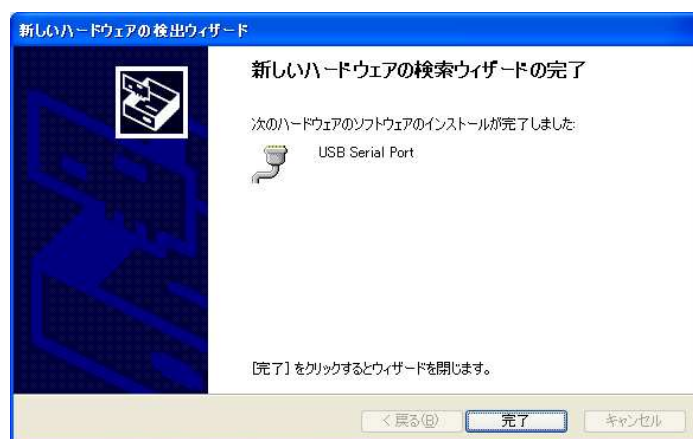 新しいハードウェアの検出ウィザード
新しいハードウェアの検索ウィザードの完了
次のハードウェアのソフトウェアのインストールが完了しました:
USB Serial Port
[完了] をクリックするとウィザードを閉じます。
< 戻る(B) 完了 キャンセル